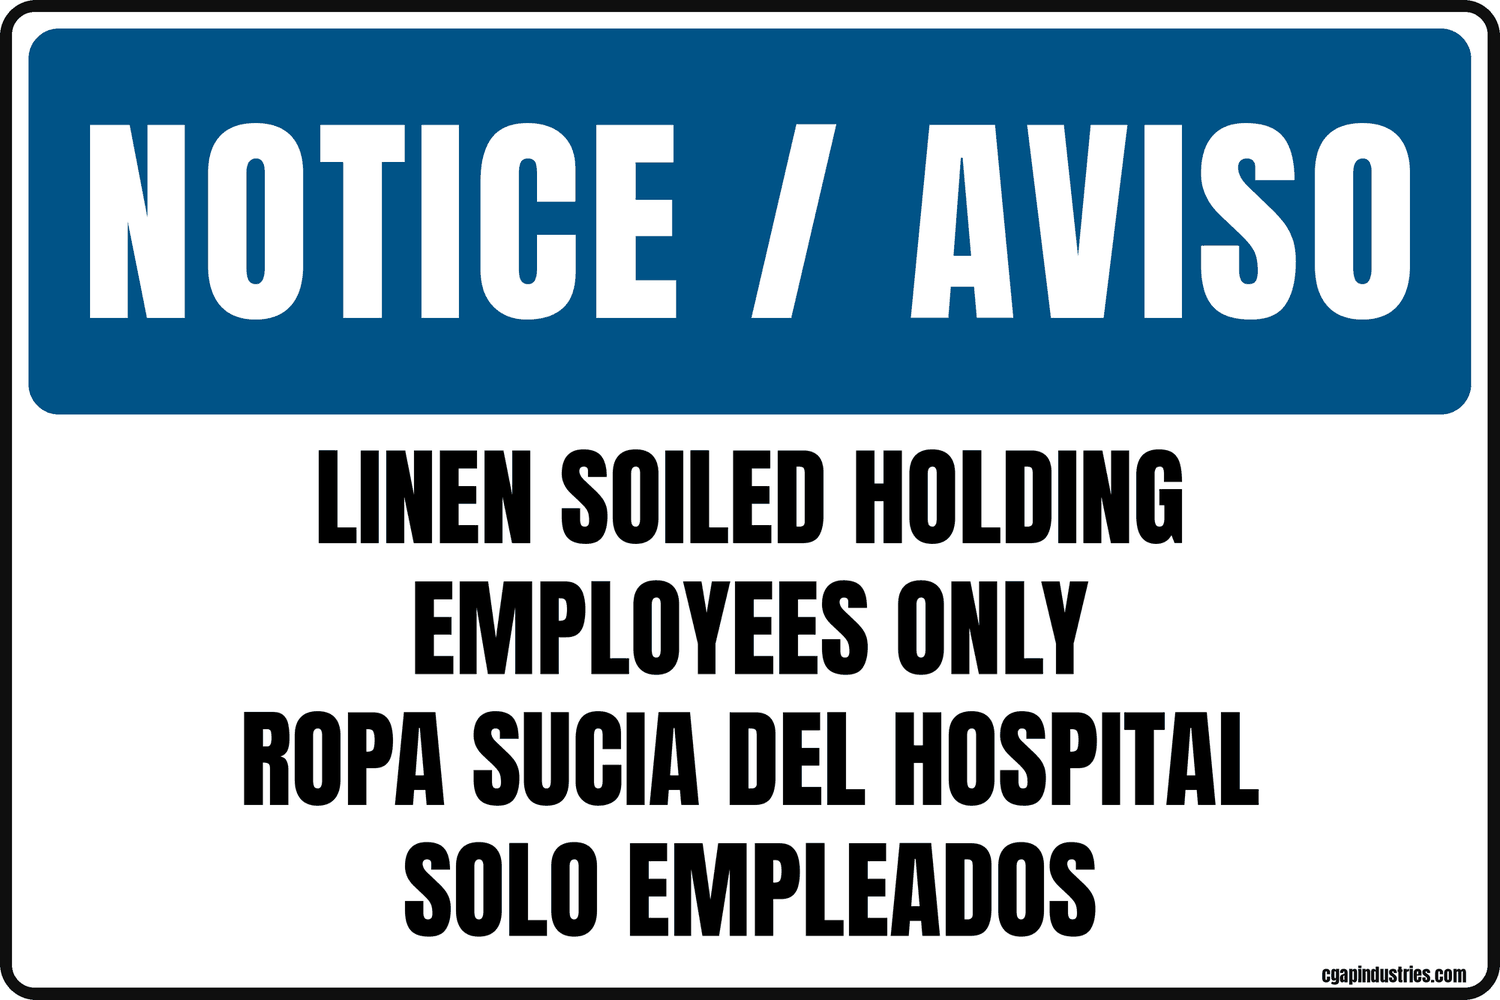 NOTICE / AVISO
LINEN SOILED HOLDING
EMPLOYEES ONLY
ROPA SUCIA DEL HOSPITAL
SOLO EMPLEADOS
cgapindustries.com